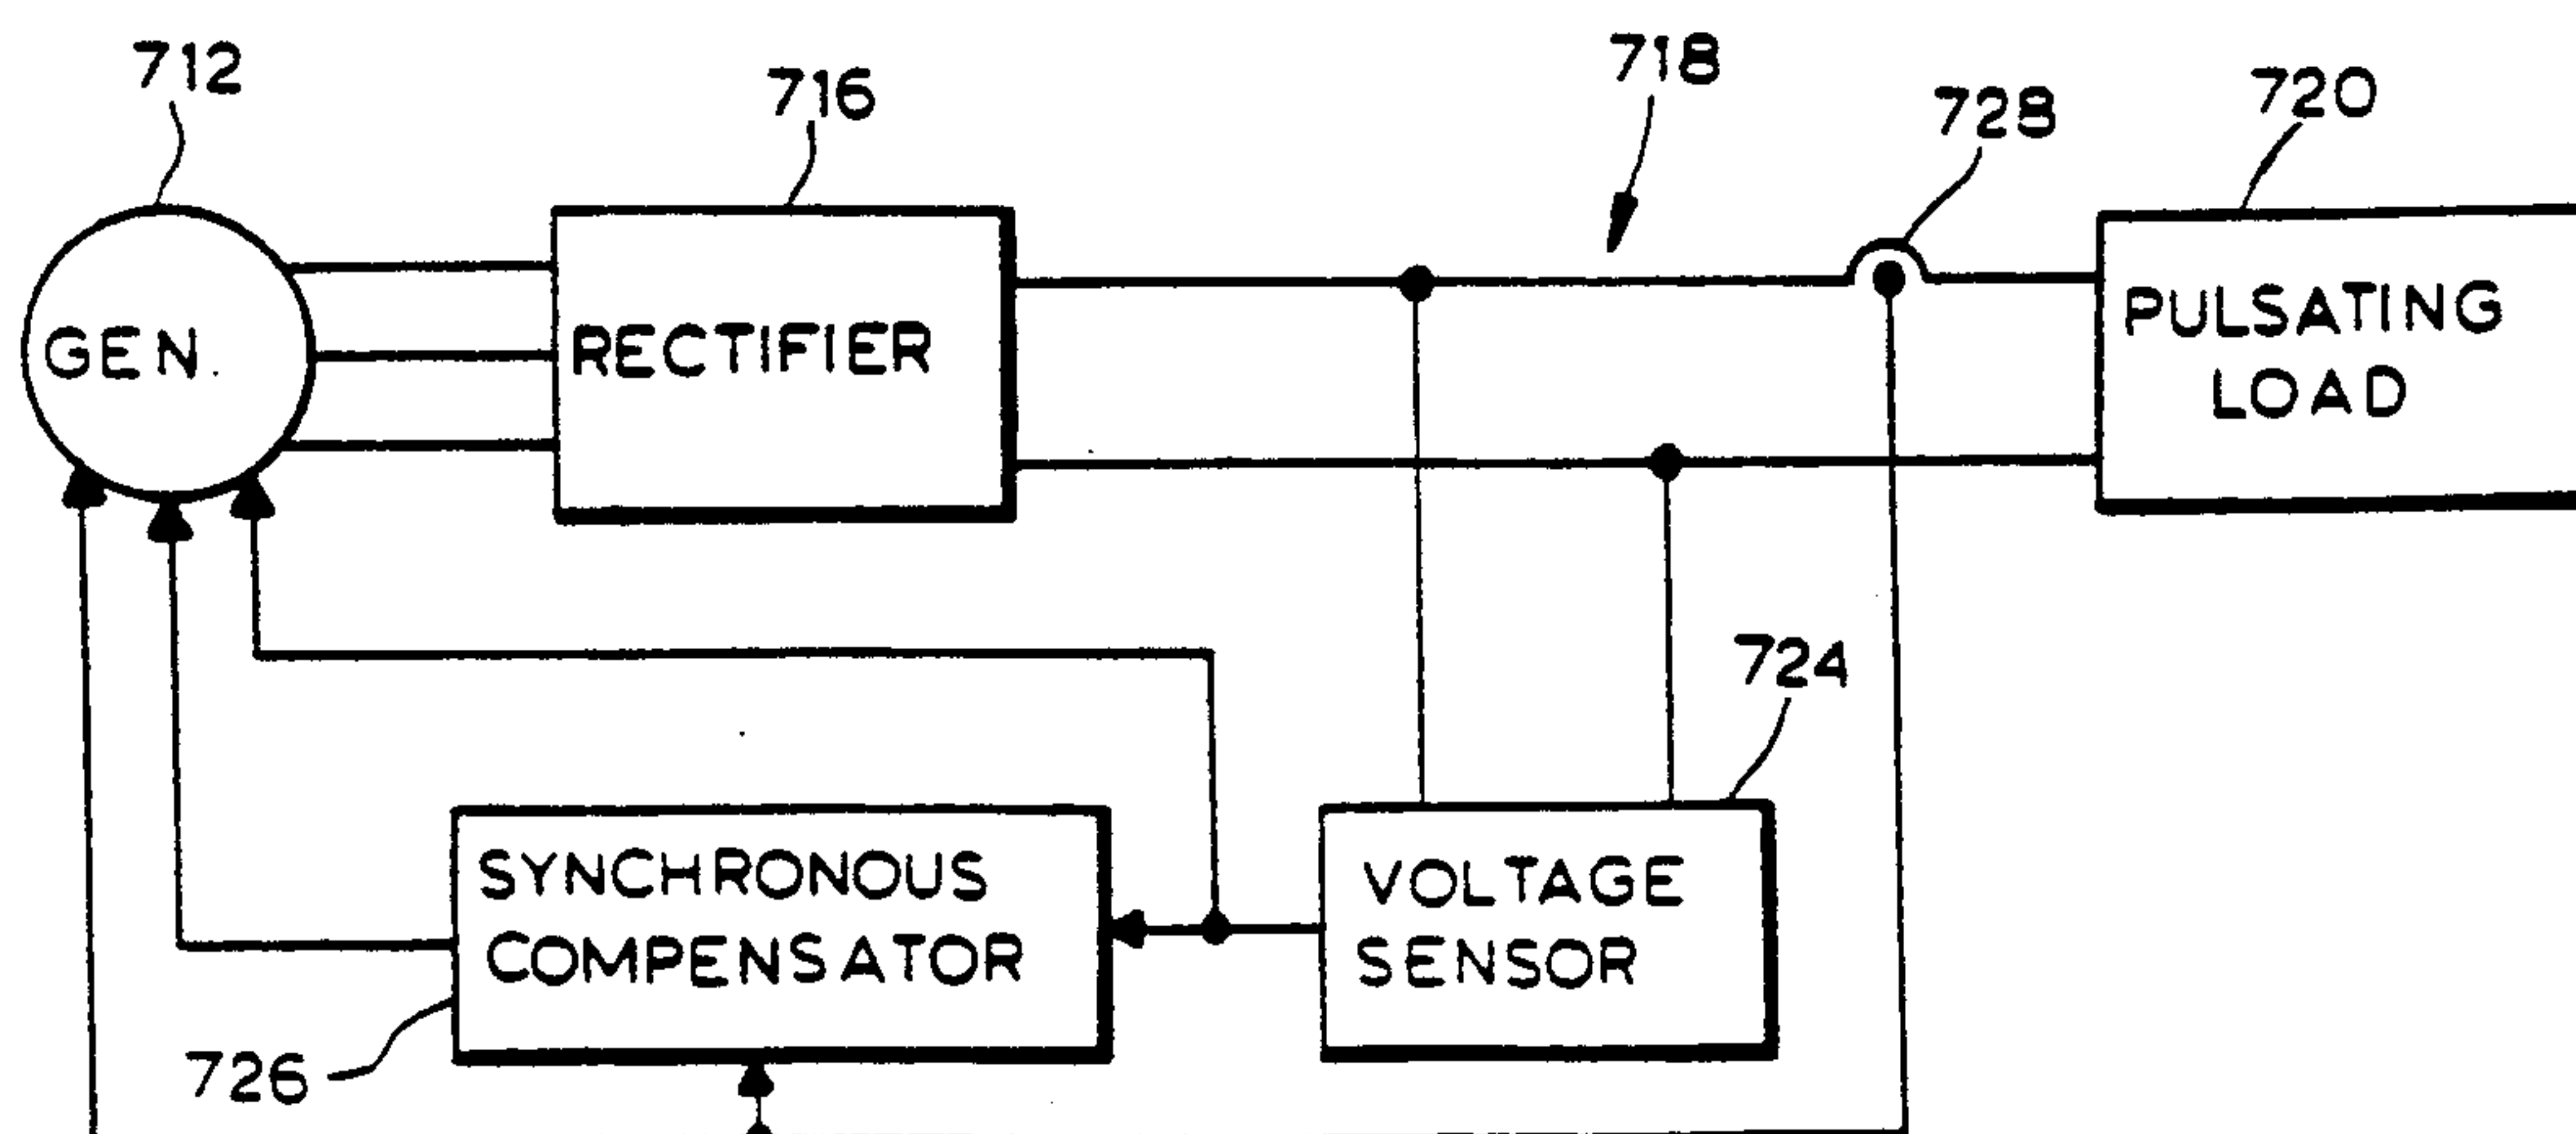 712
716
718
728
720
GEN.
RECTIFIER
PULSATING
LOAD
724
SYNCHRONOUS
COMPENSATOR
VOLTAGE
SENSOR
726